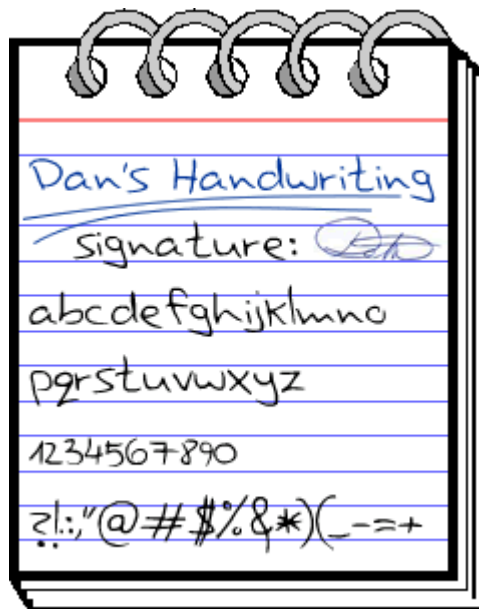 Dan's Handwriting
signature:
abcdefghijklmno
pqrstuvwxyz
1234567890
?!.:,"@#$%&*)(_-=+